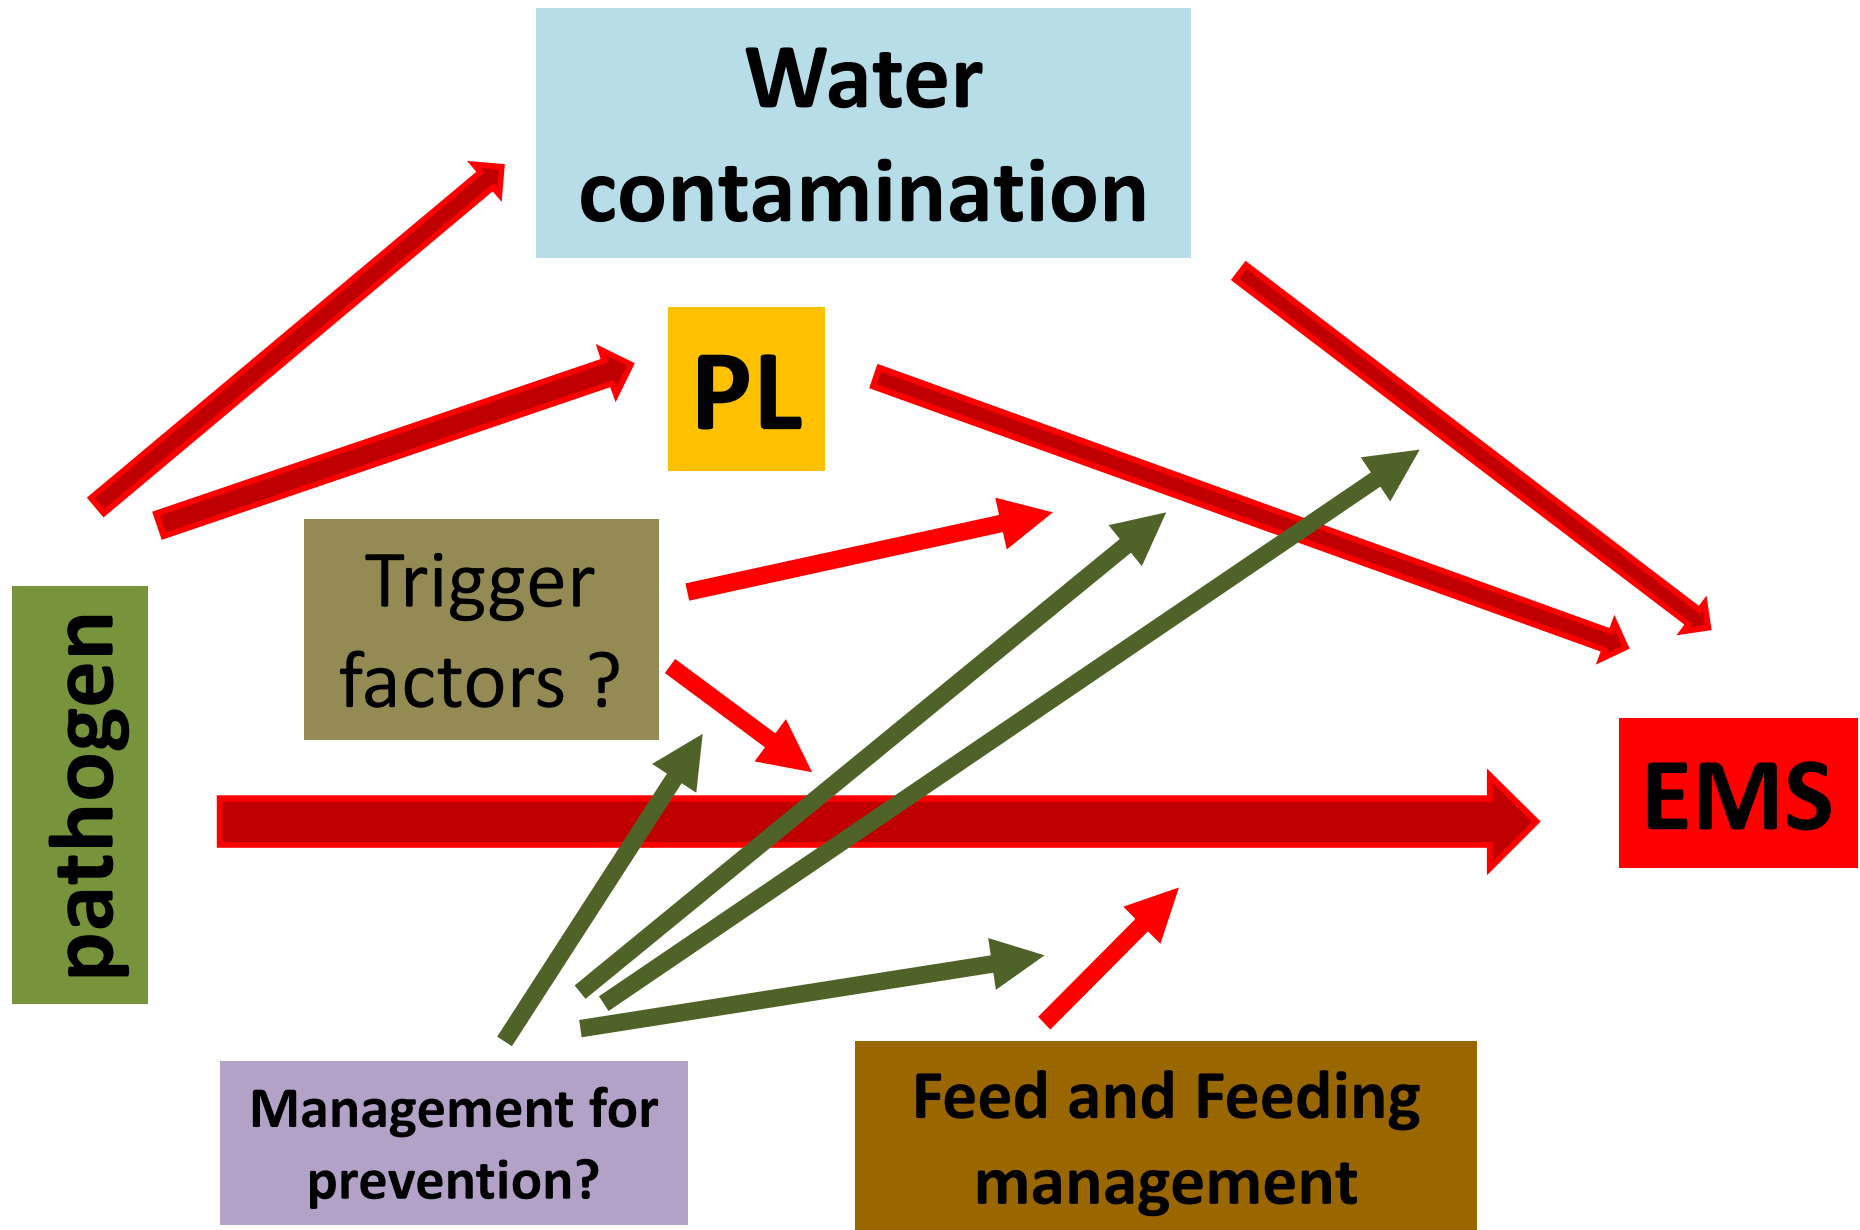 Water
contamination
PL
Trigger
factors ?
pathogen
EMS
Management for
prevention?
Feed and Feeding
management